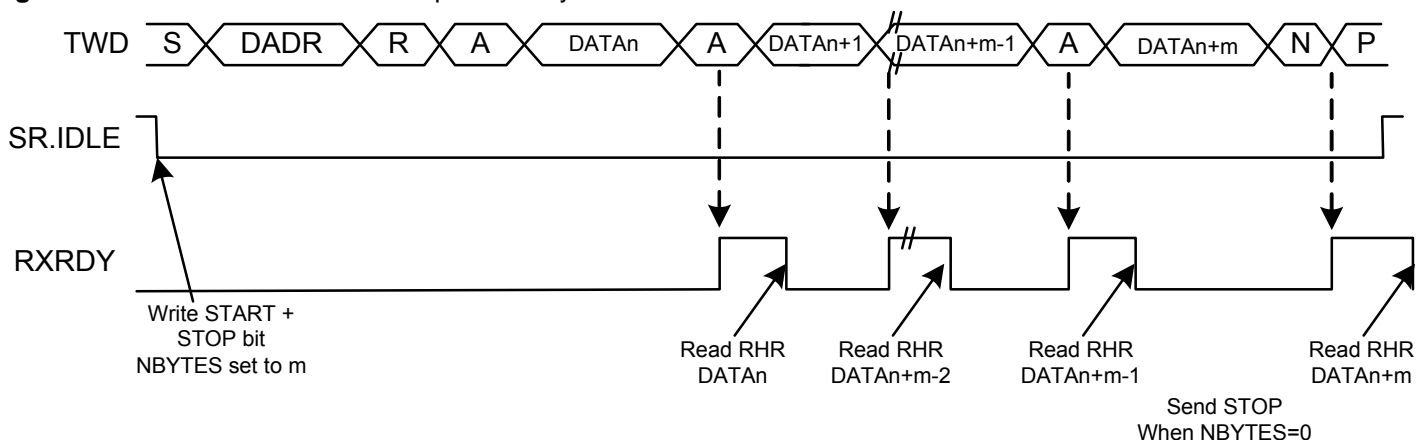 TWD S DADR R A DATAn A DATAn+1 DATAn+m-1 A DATAn+m N P
SR.IDLE
RXRDY
Write START +
STOP bit
NBYTES set to m
Read RHR
DATAn
Read RHR
DATAn+m-2
Read RHR
DATAn+m-1
Read RHR
DATAn+m
Send STOP
When NBYTES=0